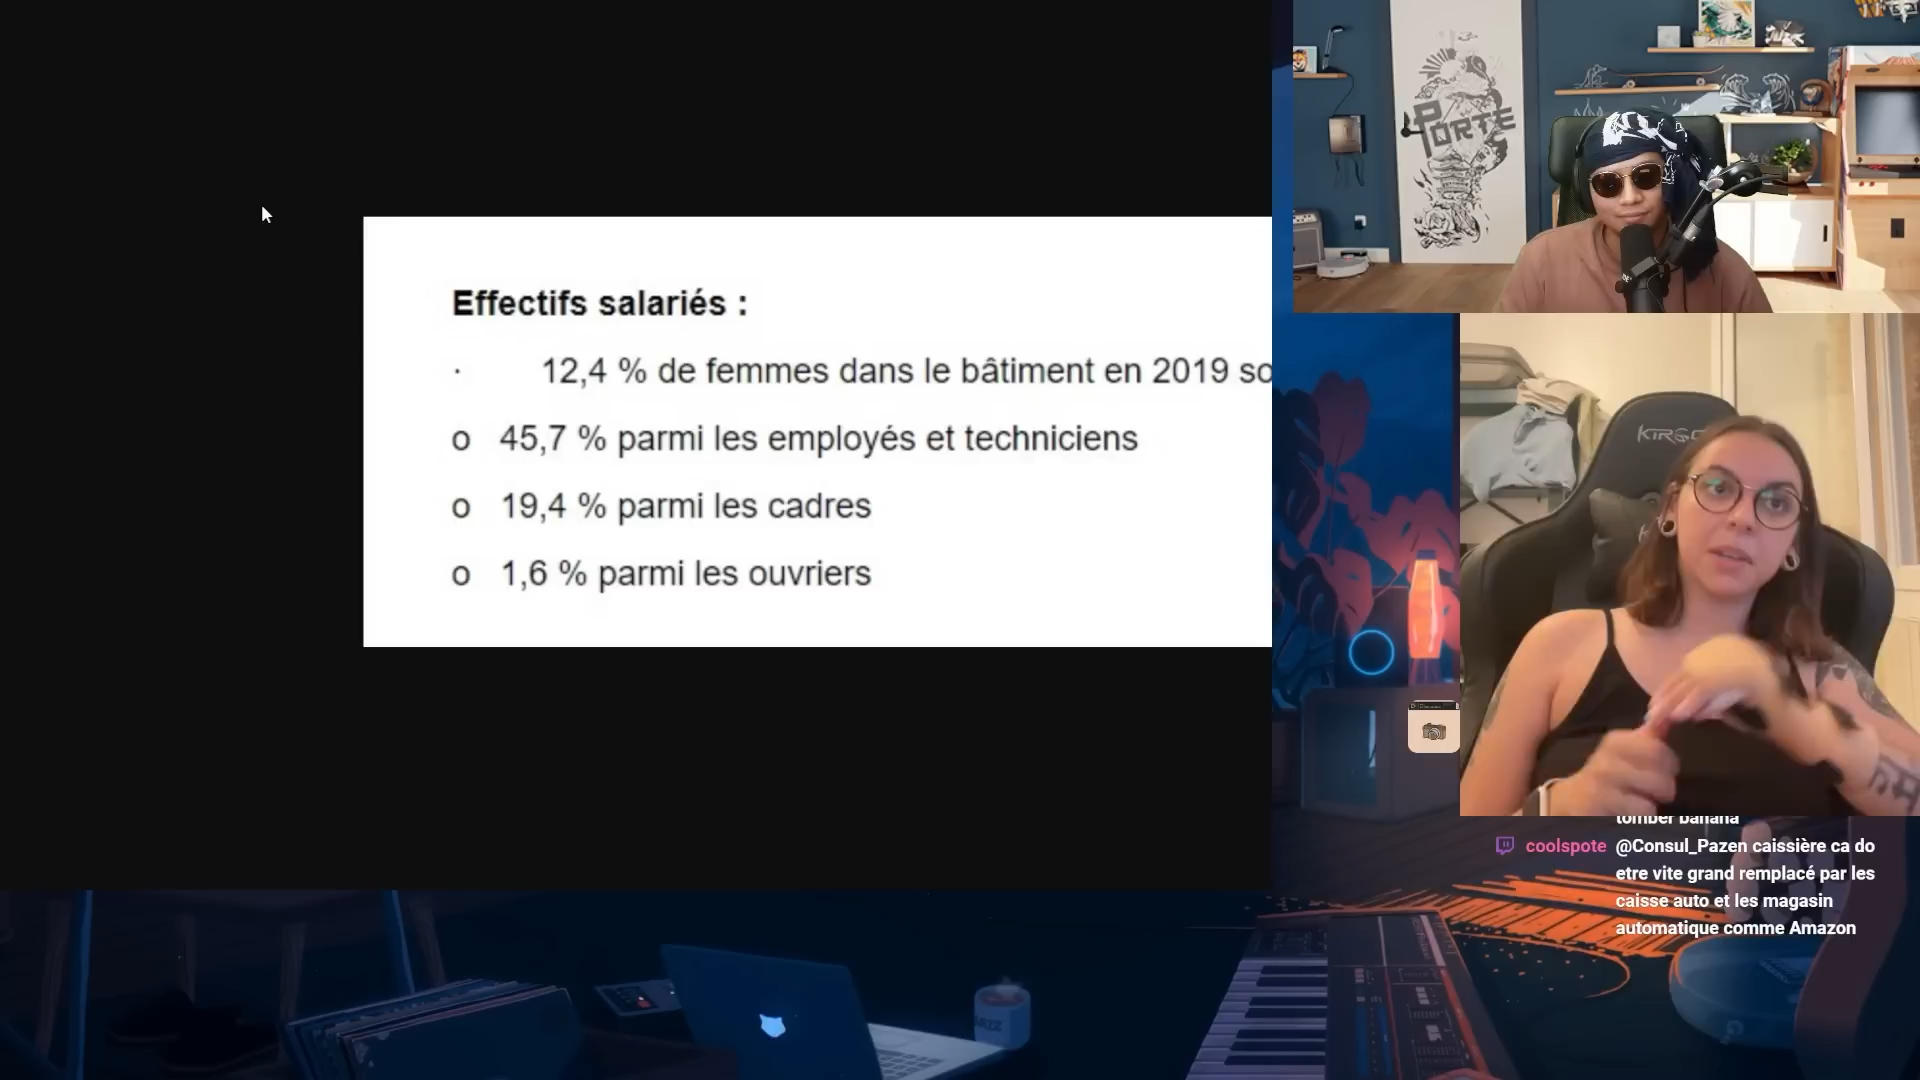 Effectifs salariés :
· 12,4 % de femmes dans le bâtiment en 2019 so
o 45,7 % parmi les employés et techniciens
o 19,4 % parmi les cadres
o 1,6 % parmi les ouvriers
PORTE
tomber banana
coolspote @Consul_Pazen caissière ca do
etre vite grand remplacé par les
caisse auto et les magasin
automatique comme Amazon